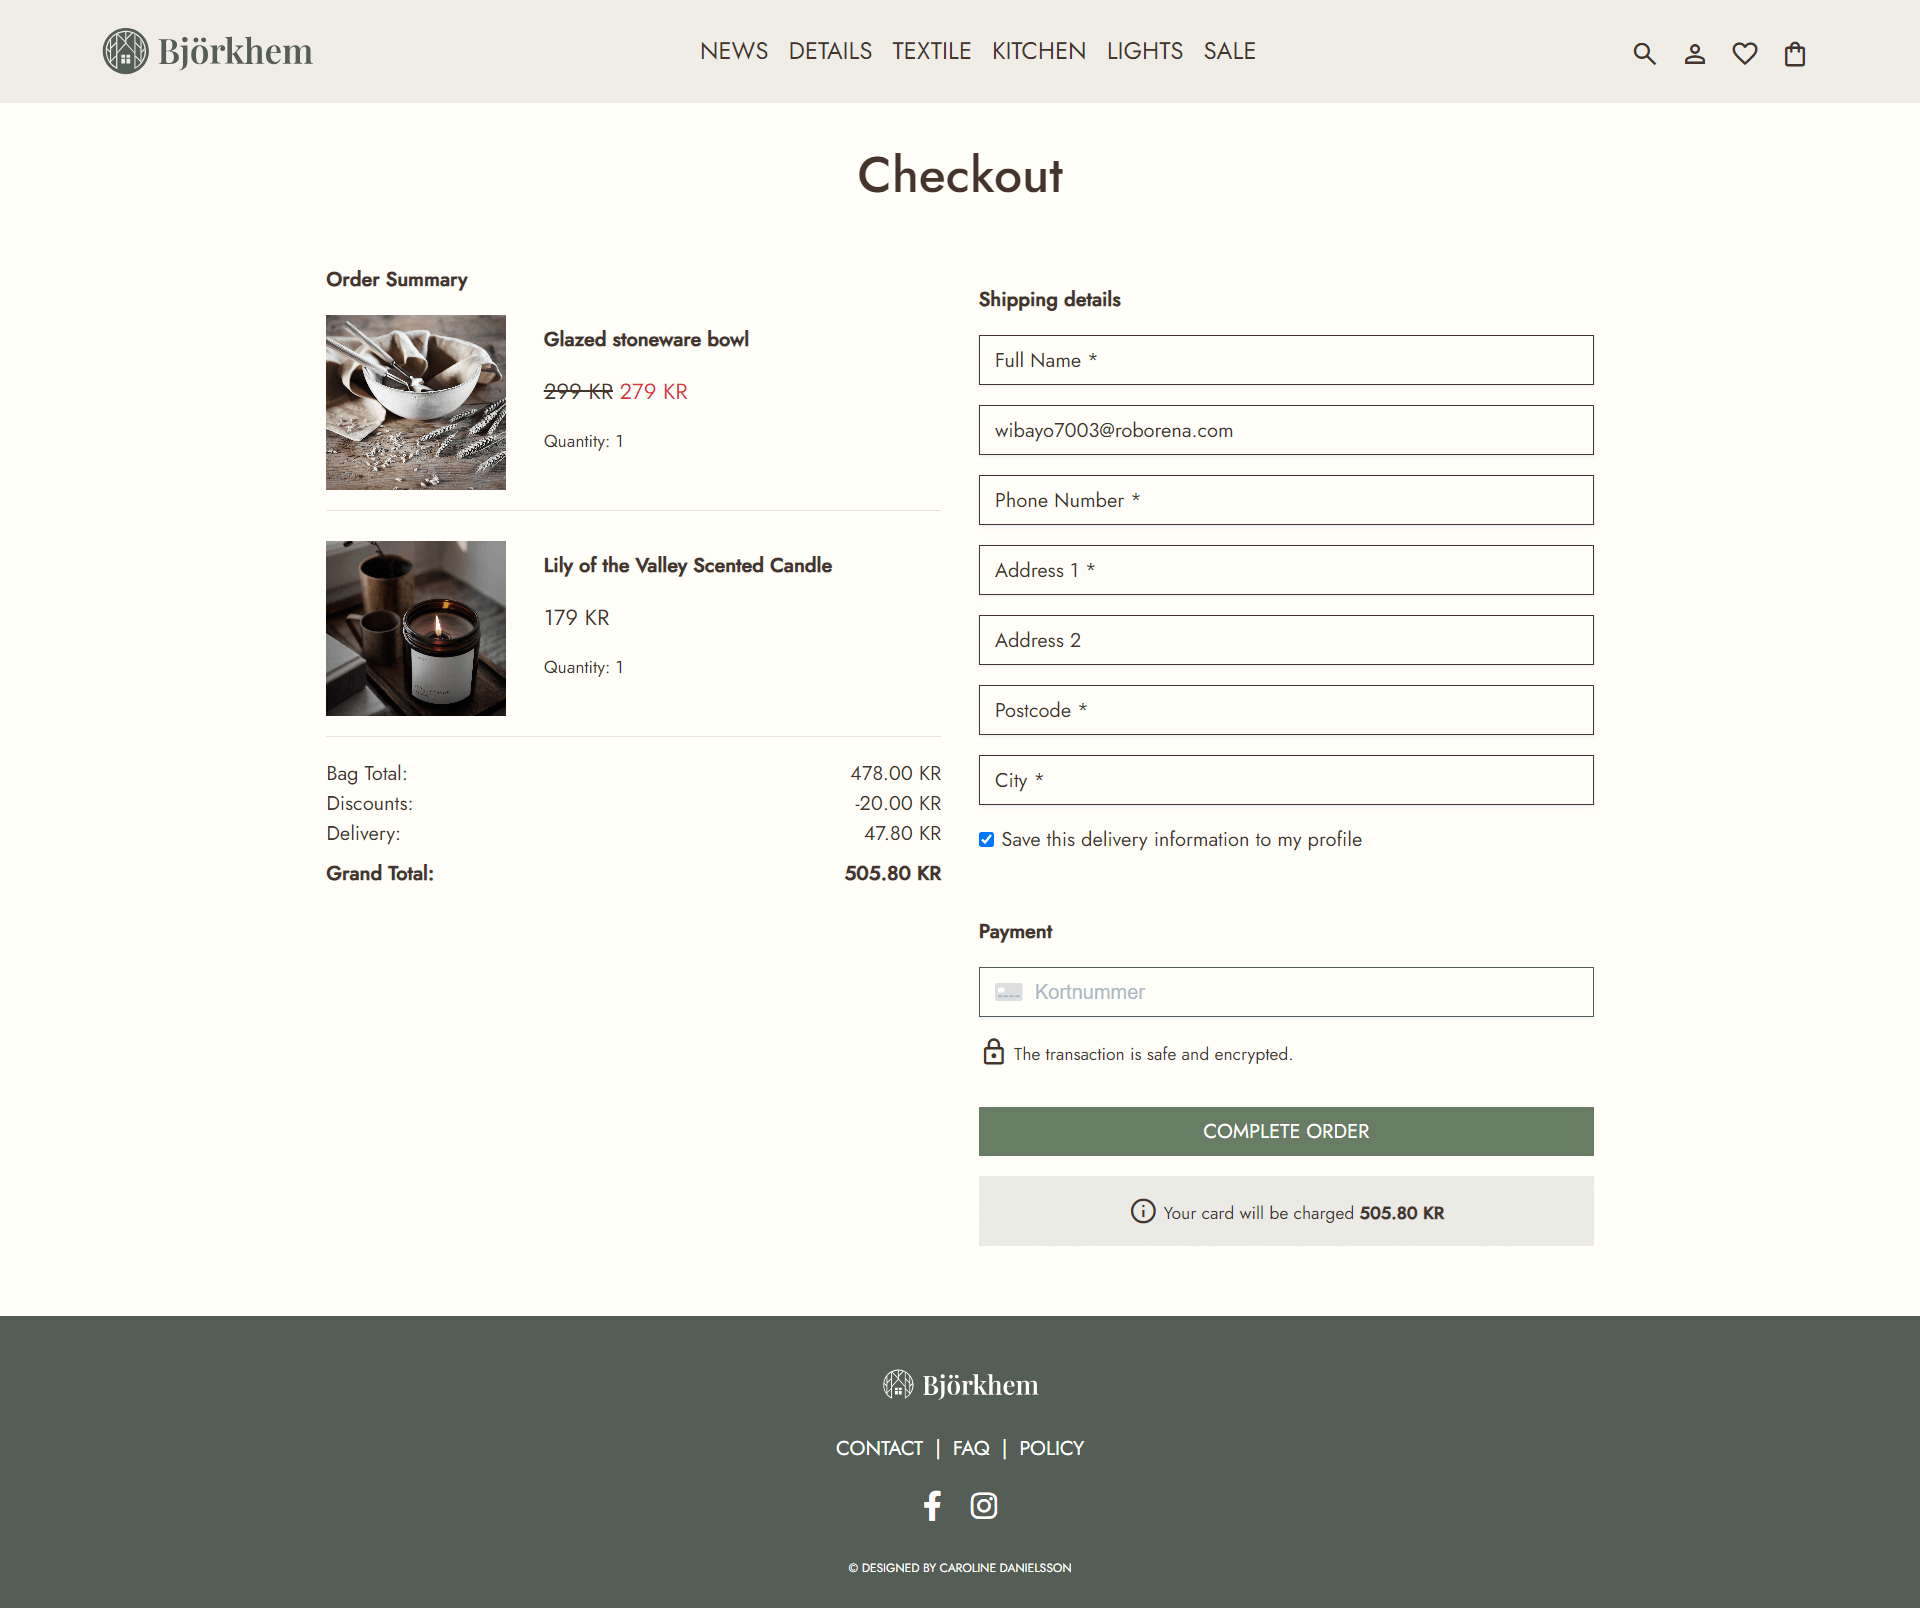 Björkhem
NEWS DETAILS TEXTILE KITCHEN LIGHTS SALE
Checkout
Order Summary
Glazed stoneware bowl
299 KR 279 KR
Quantity: 1
Lily of the Valley Scented Candle
179 KR
Quantity: 1
Bag Total: 478.00 KR
Discounts: -20.00 KR
Delivery: 47.80 KR
Grand Total: 505.80 KR
Shipping details
Full Name *
wibayo7003@roborena.com
Phone Number *
Address 1 *
Address 2
Postcode *
City *
Save this delivery information to my profile
Payment
Kortnummer
The transaction is safe and encrypted.
COMPLETE ORDER
Your card will be charged 505.80 KR
Björkhem
CONTACT | FAQ | POLICY
© DESIGNED BY CAROLINE DANIELSSON